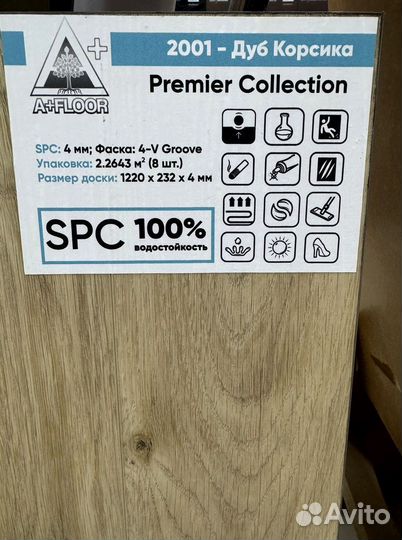 A+FLOOR
2001 - Дуб Корсика
Premier Collection
SPC: 4 мм; Фаска: 4-V Groove
Упаковка: 2.2643 м² (8 шт.)
Размер доски: 1220 x 232 x 4 мм
SPC 100%
водостойкость
Avito